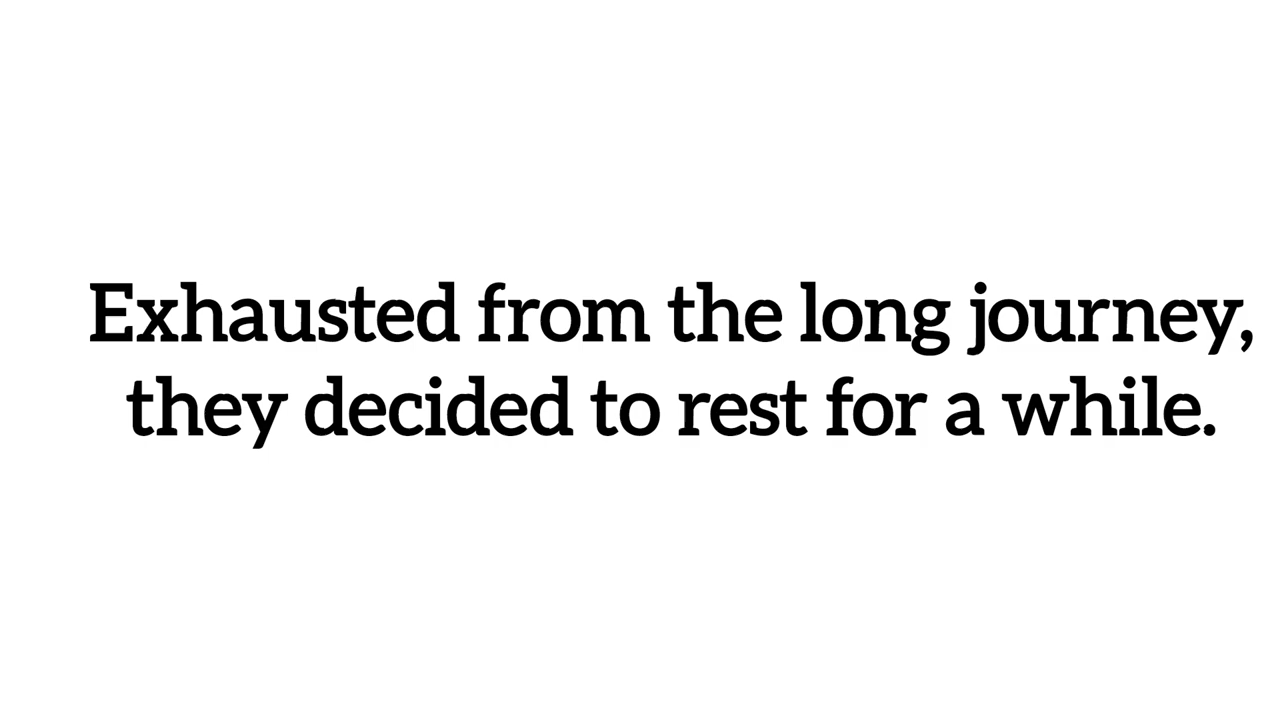 Exhausted from the long journey,
they decided to rest for a while.